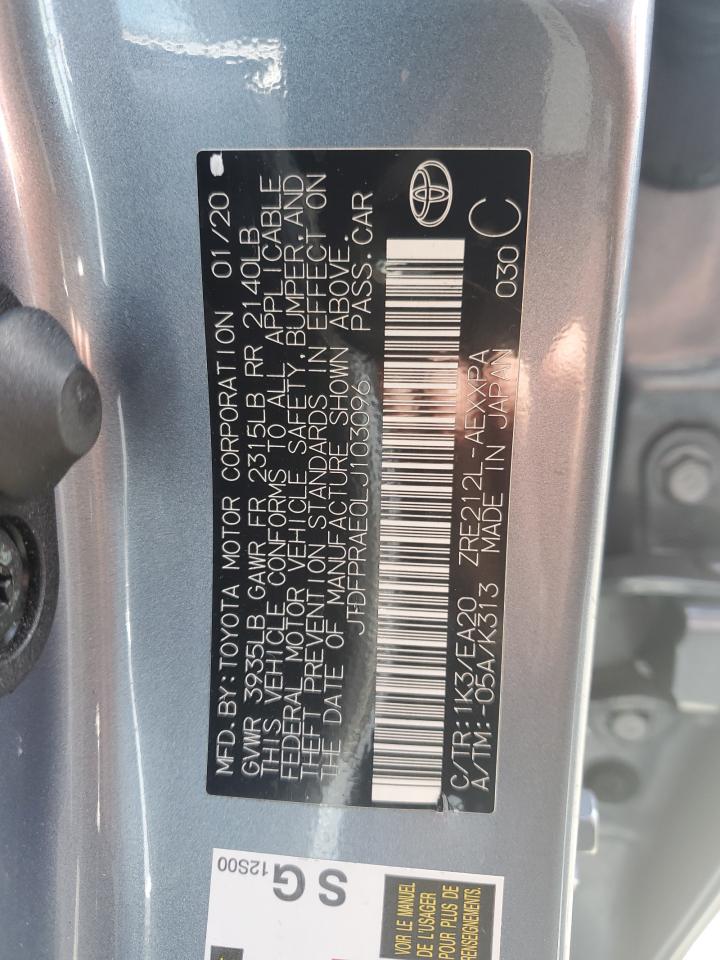 MFD.BY:TOYOTA MOTOR CORPORATION 01/20
GVWR 3935LB GAWR FR 2315LB RR 2140LB
THIS VEHICLE CONFORMS TO ALL APPLICABLE
FEDERAL MOTOR VEHICLE SAFETY,BUMPER,AND
THEFT PREVENTION STANDARDS IN EFFECT ON
THE DATE OF MANUFACTURE SHOWN ABOVE.
JTDFPRAE0LJ103096 PASS.CAR
C/TR:1K3/EA20 ZRE212L-AEXXPA 030 C
A/TM:-05A/K313 MADE IN JAPAN
SG
12S00
VOIR LE MANUEL
DE L'USAGER
POUR PLUS DE
RENSEIGNEMENTS.